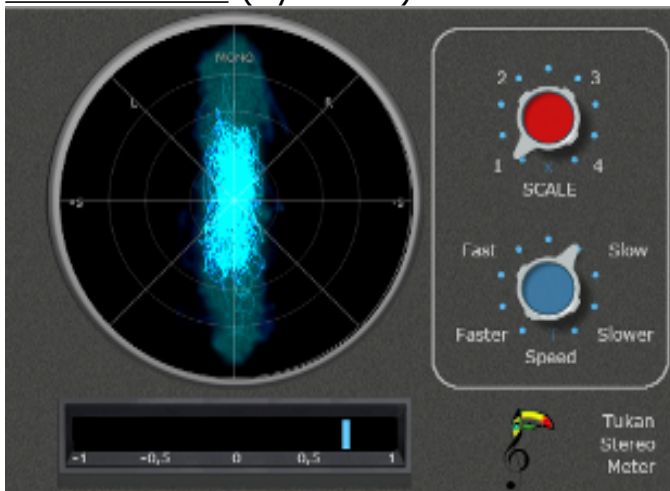 MONO
L
R
+S
-S
2
3
1
x
4
SCALE
Fast
Slow
Faster
Slower
Speed
-1
-0,5
0
0,5
1
Tukan
Stereo
Meter